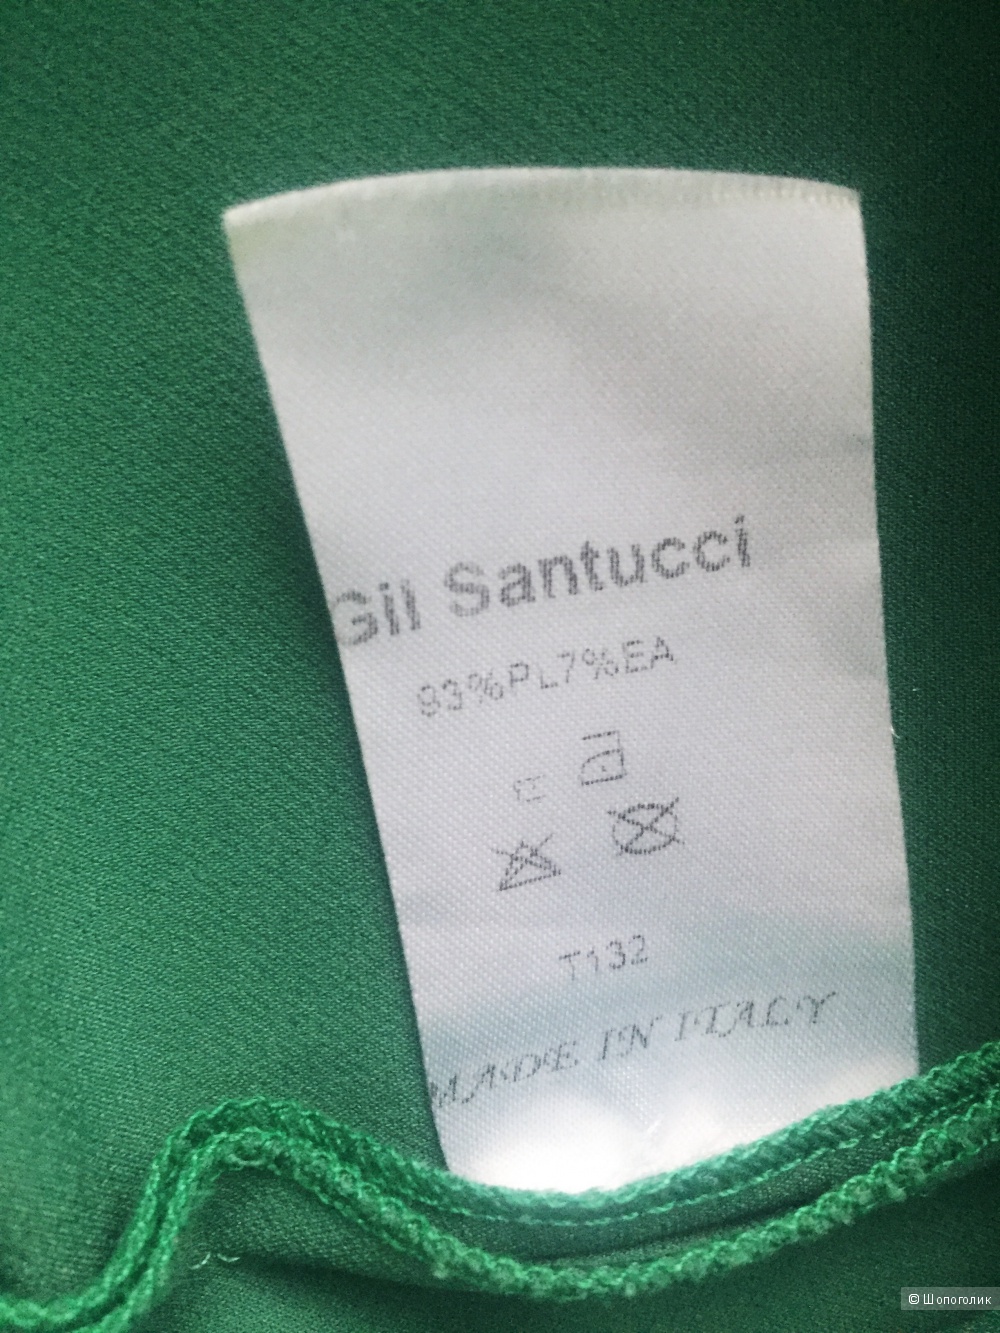 Gil Santucci
93%PL7%EA
T132
MADE IN ITALY
© Шопоголик